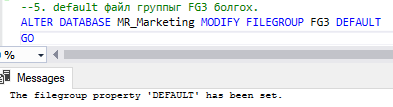 --5. default файл группыг FG3 болгох.
ALTER DATABASE MR_Marketing MODIFY FILEGROUP FG3 DEFAULT
GO
0 %
Messages
The filegroup property 'DEFAULT' has been set.